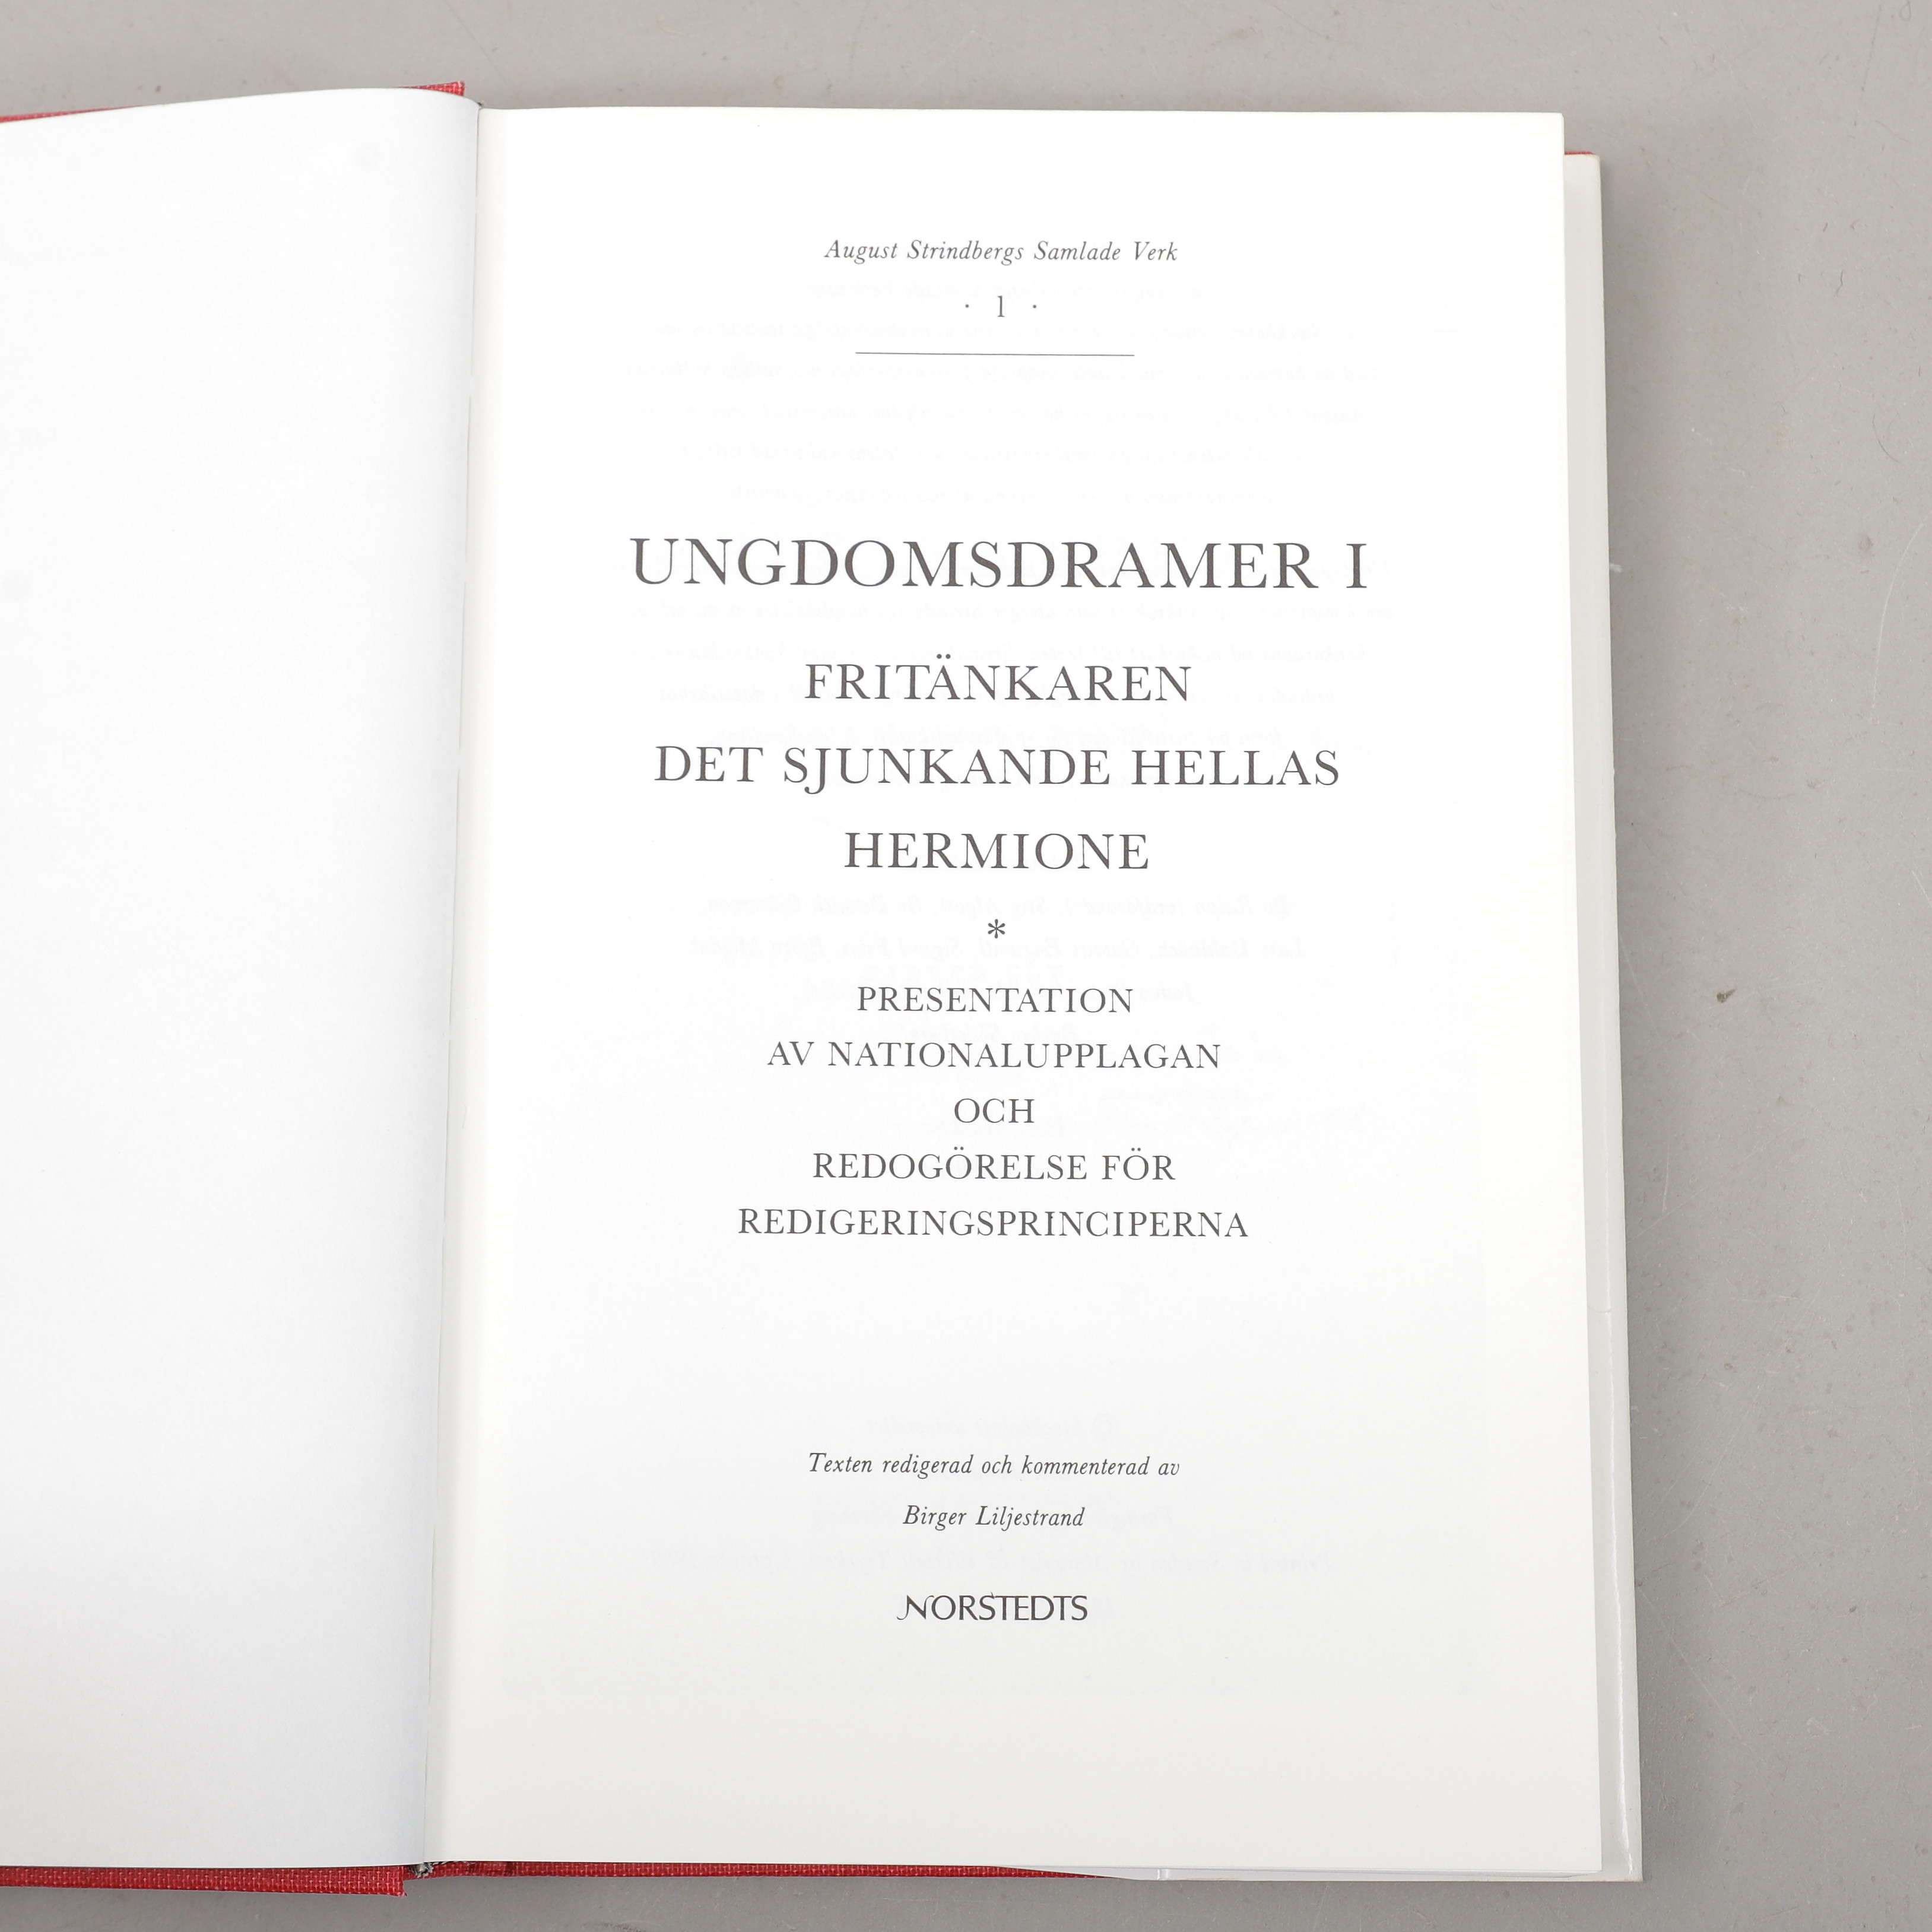 August Strindbergs Samlade Verk
· 1 ·
UNGDOMSDRAMER I
FRITÄNKAREN
DET SJUNKANDE HELLAS
HERMIONE
*
PRESENTATION
AV NATIONALUPPLAGAN
OCH
REDOGÖRELSE FÖR
REDIGERINGSPRINCIPERNA
Texten redigerad och kommenterad av
Birger Liljestrand
NORSTEDTS